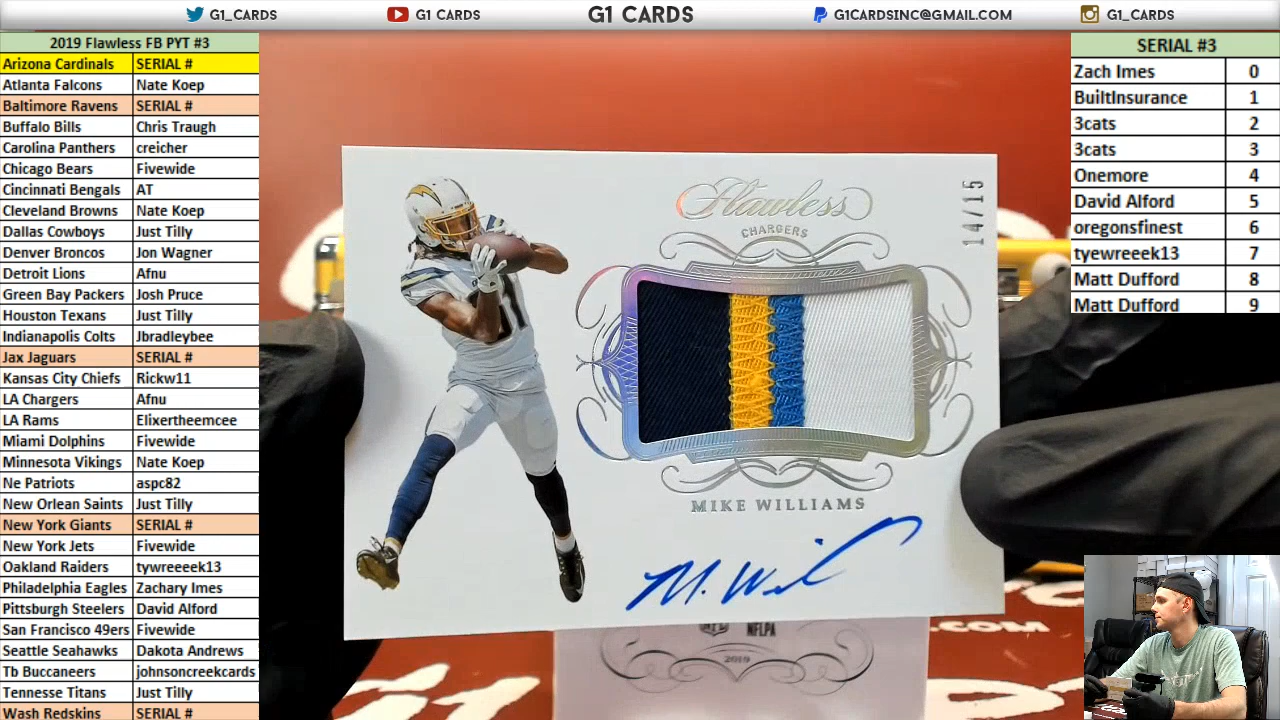 G1_CARDS
G1 CARDS
G1 CARDS
G1CARDSINC@GMAIL.COM
G1_CARDS
2019 Flawless FB PYT #3
Arizona Cardinals SERIAL #
Atlanta Falcons Nate Koep
Baltimore Ravens SERIAL #
Buffalo Bills Chris Traugh
Carolina Panthers creicher
Chicago Bears Fivewide
Cincinnati Bengals AT
Cleveland Browns Nate Koep
Dallas Cowboys Just Tilly
Denver Broncos Jon Wagner
Detroit Lions Afnu
Green Bay Packers Josh Pruce
Houston Texans Just Tilly
Indianapolis Colts Jbradleybee
Jax Jaguars SERIAL #
Kansas City Chiefs Rickw11
LA Chargers Afnu
LA Rams Elixertheemcee
Miami Dolphins Fivewide
Minnesota Vikings Nate Koep
Ne Patriots aspc82
New Orlean Saints Just Tilly
New York Giants SERIAL #
New York Jets Fivewide
Oakland Raiders tywreeeek13
Philadelphia Eagles Zachary Imes
Pittsburgh Steelers David Alford
San Francisco 49ers Fivewide
Seattle Seahawks Dakota Andrews
Tb Buccaneers johnsoncreekcards
Tennesse Titans Just Tilly
Wash Redskins SERIAL #
Flawless
CHARGERS
14/15
MIKE WILLIAMS
M. Wil
NFLPA
2019
.COM
SERIAL #3
Zach Imes 0
BuiltInsurance 1
3cats 2
3cats 3
Onemore 4
David Alford 5
oregonsfinest 6
tyewreeek13 7
Matt Dufford 8
Matt Dufford 9